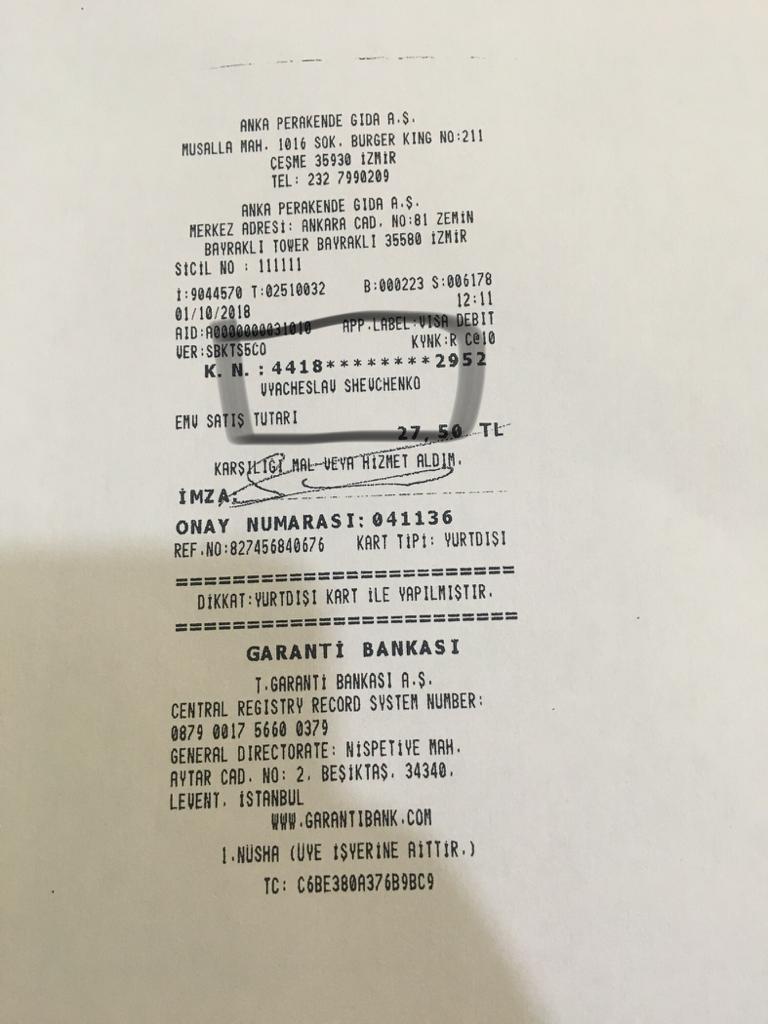 ANKA PERAKENDE GIDA A.Ş.
MUSALLA MAH. 1016 SOK. BURGER KING NO:211
ÇEŞME 35930 İZMİR
TEL: 232 7990209
ANKA PERAKENDE GIDA A.Ş.
MERKEZ ADRESİ: ANKARA CAD. NO:81 ZEMİN
BAYRAKLI TOWER BAYRAKLI 35580 İZMİR
SİCİL NO : 111111
İ:9044570 T:02510032 B:000223 S:006178
01/10/2018 12:11
AID:A0000000031010 APP.LABEL:VISA DEBIT
VER:SBKTS5C0 KYNK:R C@10
K. N. : 4418********2952
VYACHESLAV SHEVCHENKO
EMV SATIŞ TUTARI
27,50 TL
KARŞILIĞI MAL VEYA HİZMET ALDIM.
İMZA:
ONAY NUMARASI: 041136
REF.NO:827456840676 KART TİPİ: YURTDIŞI
=========================
DİKKAT:YURTDIŞI KART İLE YAPILMIŞTIR.
=========================
GARANTİ BANKASI
T.GARANTİ BANKASI A.Ş.
CENTRAL REGISTRY RECORD SYSTEM NUMBER:
0879 0017 5660 0379
GENERAL DIRECTORATE: NİSPETİYE MAH.
AYTAR CAD. NO: 2, BEŞİKTAŞ, 34340,
LEVENT, İSTANBUL
WWW.GARANTIBANK.COM
1.NÜSHA (ÜYE İŞYERİNE AİTTİR.)
TC: C6BE380A376B9BC9